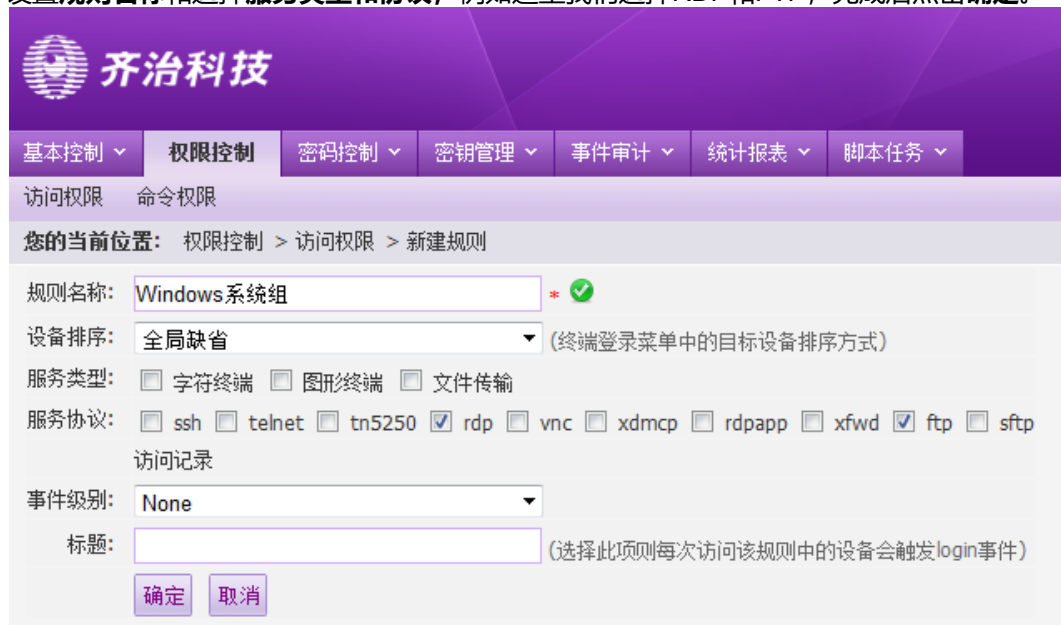 齐治科技
基本控制 权限控制 密码控制 密钥管理 事件审计 统计报表 脚本任务
访问权限 命令权限
您的当前位置： 权限控制 > 访问权限 > 新建规则
规则名称： Windows系统组 *
设备排序： 全局缺省 (终端登录菜单中的目标设备排序方式)
服务类型： 字符终端 图形终端 文件传输
服务协议： ssh telnet tn5250 rdp vnc xdmcp rdpapp xfwd ftp sftp
访问记录
事件级别： None
标题： (选择此项则每次访问该规则中的设备会触发login事件)
确定 取消